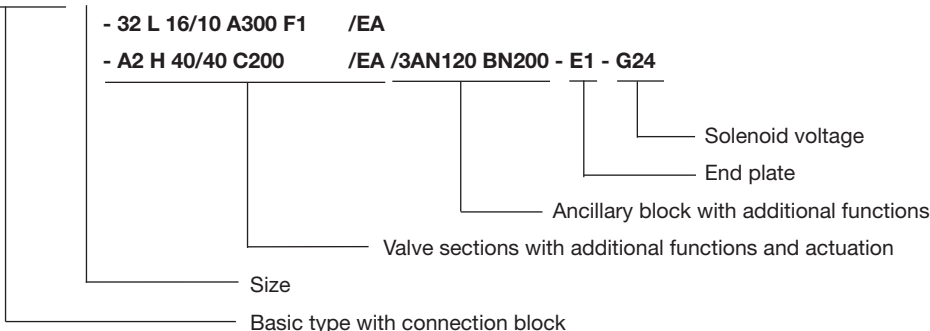 - 32 L 16/10 A300 F1 /EA
- A2 H 40/40 C200 /EA /3AN120 BN200 - E1 - G24
Solenoid voltage
End plate
Ancillary block with additional functions
Valve sections with additional functions and actuation
Size
Basic type with connection block